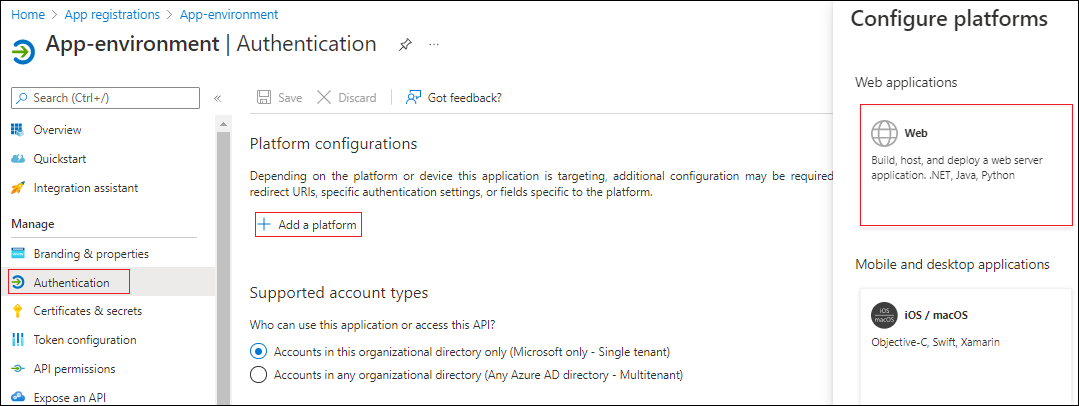 Home > App registrations > App-environment
App-environment | Authentication
Search (Ctrl+/)
«
Overview
Quickstart
Integration assistant
Manage
Branding & properties
Authentication
Certificates & secrets
Token configuration
API permissions
Expose an API
Save Discard Got feedback?
Platform configurations
Depending on the platform or device this application is targeting, additional configuration may be required
redirect URIs, specific authentication settings, or fields specific to the platform.
+ Add a platform
Supported account types
Who can use this application or access this API?
Accounts in this organizational directory only (Microsoft only - Single tenant)
Accounts in any organizational directory (Any Azure AD directory - Multitenant)
Configure platforms
Web applications
Web
Build, host, and deploy a web server
application. .NET, Java, Python
Mobile and desktop applications
iOS
macOS
iOS / macOS
Objective-C, Swift, Xamarin